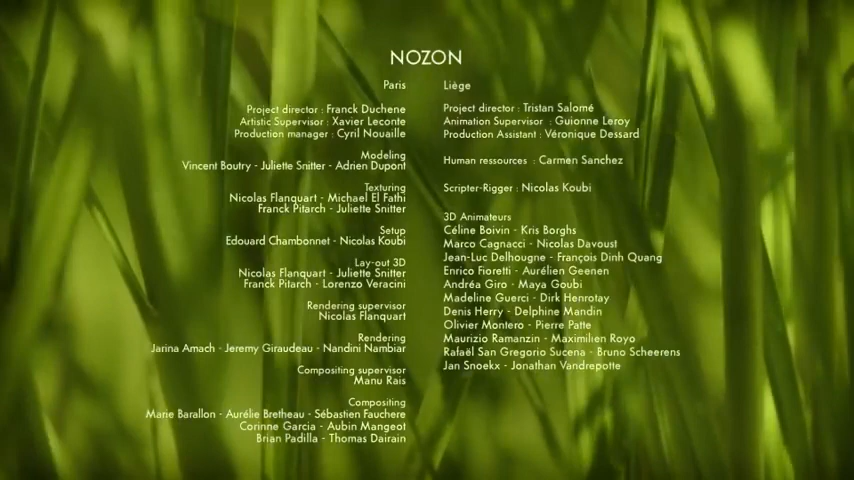 NOZON
Paris
Project director : Franck Duchene
Artistic Supervisor : Xavier Leconte
Production manager : Cyril Nouaille
Modeling
Vincent Boutry - Juliette Snitter - Adrien Dupont
Texturing
Nicolas Flanquart - Michael El Fathi
Franck Pitarch - Juliette Snitter
Setup
Edouard Chambonnet - Nicolas Koubi
Lay-out 3D
Nicolas Flanquart - Juliette Snitter
Franck Pitarch - Lorenzo Veracini
Rendering supervisor
Nicolas Flanquart
Rendering
Jarina Amach - Jeremy Giraudeau - Nandini Nambiar
Compositing supervisor
Manu Rais
Compositing
Marie Barallon - Aurélie Bretheau - Sébastien Fauchere
Corinne Garcia - Aubin Mangeot
Brian Padilla - Thomas Dairain
Liège
Project director : Tristan Salomé
Animation Supervisor : Guionne Leroy
Production Assistant : Véronique Dessard
Human ressources : Carmen Sanchez
Scripter-Rigger : Nicolas Koubi
3D Animateurs
Céline Boivin - Kris Borghs
Marco Cagnacci - Nicolas Davoust
Jean-Luc Delhougne - François Dinh Quang
Enrico Fioretti - Aurélien Geenen
Andréa Giro - Maya Goubi
Madeline Guerci - Dirk Henrotay
Denis Herry - Delphine Mandin
Olivier Montero - Pierre Patte
Maurizio Ramanzin - Maximilien Royo
Rafaël San Gregorio Sucena - Bruno Scheerens
Jan Snoekx - Jonathan Vandrepotte